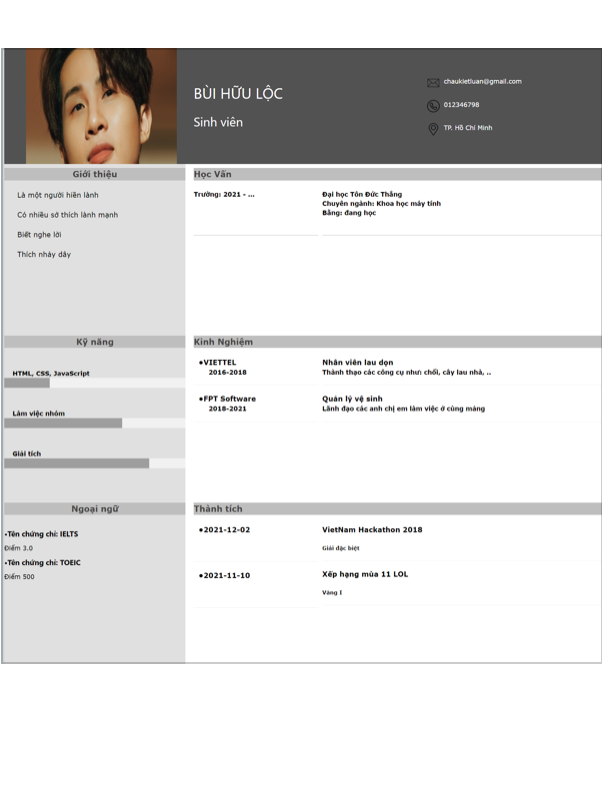 BÙI HỮU LỘC
Sinh viên
chaukietluan@gmail.com
012346798
TP. Hồ Chí Minh
Giới thiệu
Là một người hiền lành
Có nhiều sở thích lành mạnh
Biết nghe lời
Thích nhảy dây
Học Vấn
Trường: 2021 - ...
Đại học Tôn Đức Thắng
Chuyên ngành: Khoa học máy tính
Bằng: đang học
Kỹ năng
HTML, CSS, JavaScript
Làm việc nhóm
Giải tích
Kinh Nghiệm
•VIETTEL
2016-2018
Nhân viên lau dọn
Thành thạo các công cụ như: chổi, cây lau nhà, ..
•FPT Software
2018-2021
Quản lý vệ sinh
Lãnh đạo các anh chị em làm việc ở cùng mảng
Ngoại ngữ
•Tên chứng chỉ: IELTS
Điểm 3.0
•Tên chứng chỉ: TOEIC
Điểm 500
Thành tích
•2021-12-02
VietNam Hackathon 2018
Giải đặc biệt
•2021-11-10
Xếp hạng mùa 11 LOL
Vàng I